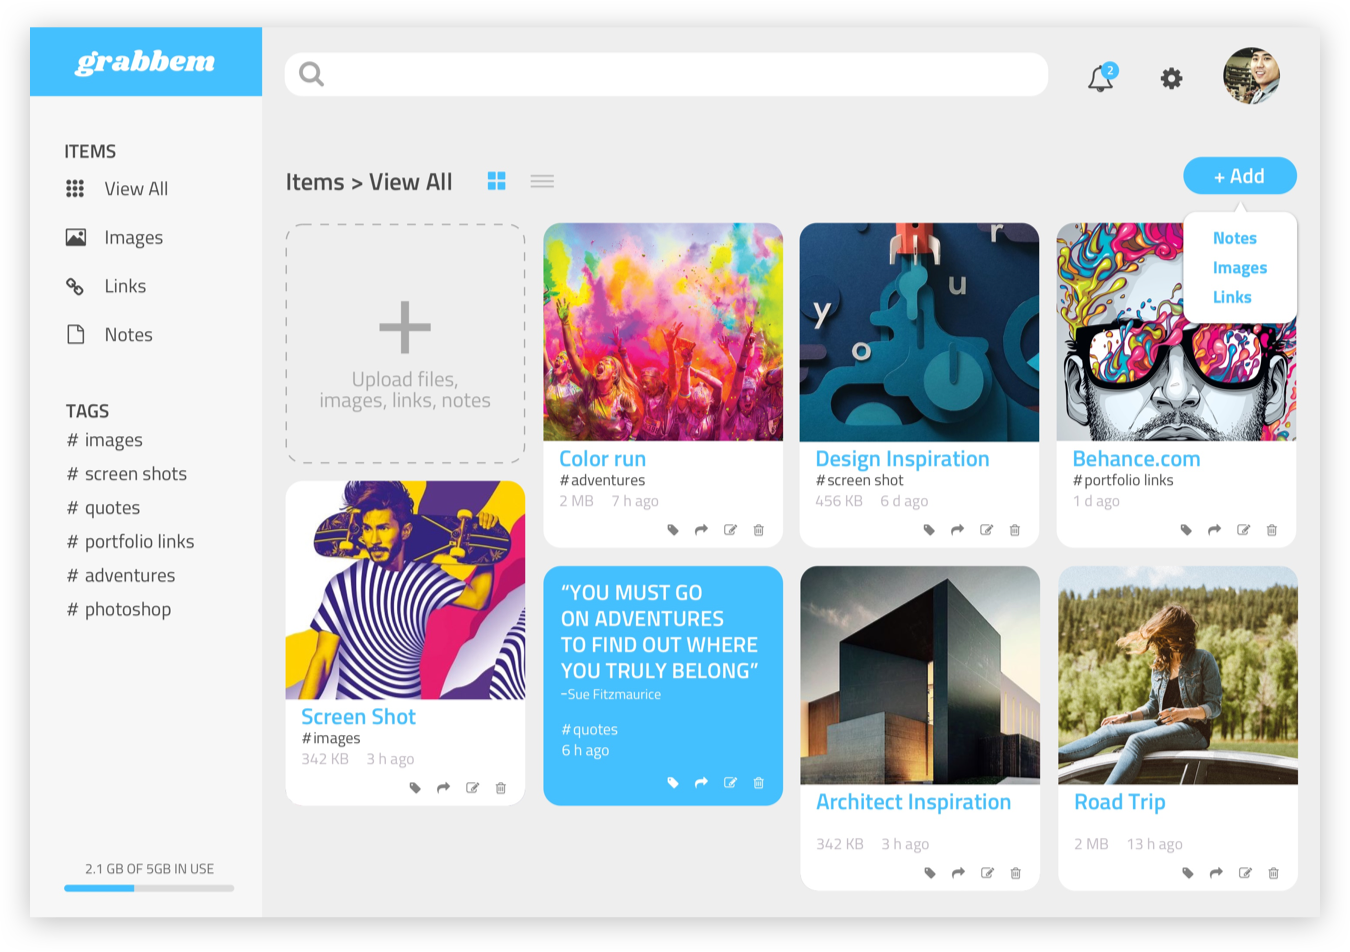 grabbem
2
ITEMS
View All
Images
Links
Notes
TAGS
# images
# screen shots
# quotes
# portfolio links
# adventures
# photoshop
2.1 GB OF 5GB IN USE
Items > View All
+ Add
Notes
Images
Links
Upload files,
images, links, notes
Color run
#adventures
2 MB 7 h ago
r
u
y
o
Design Inspiration
#screen shot
456 KB 6 d ago
Behance.com
#portfolio links
1 d ago
Screen Shot
#images
342 KB 3 h ago
“YOU MUST GO
ON ADVENTURES
TO FIND OUT WHERE
YOU TRULY BELONG”
~Sue Fitzmaurice
#quotes
6 h ago
Architect Inspiration
342 KB 3 h ago
Road Trip
2 MB 13 h ago